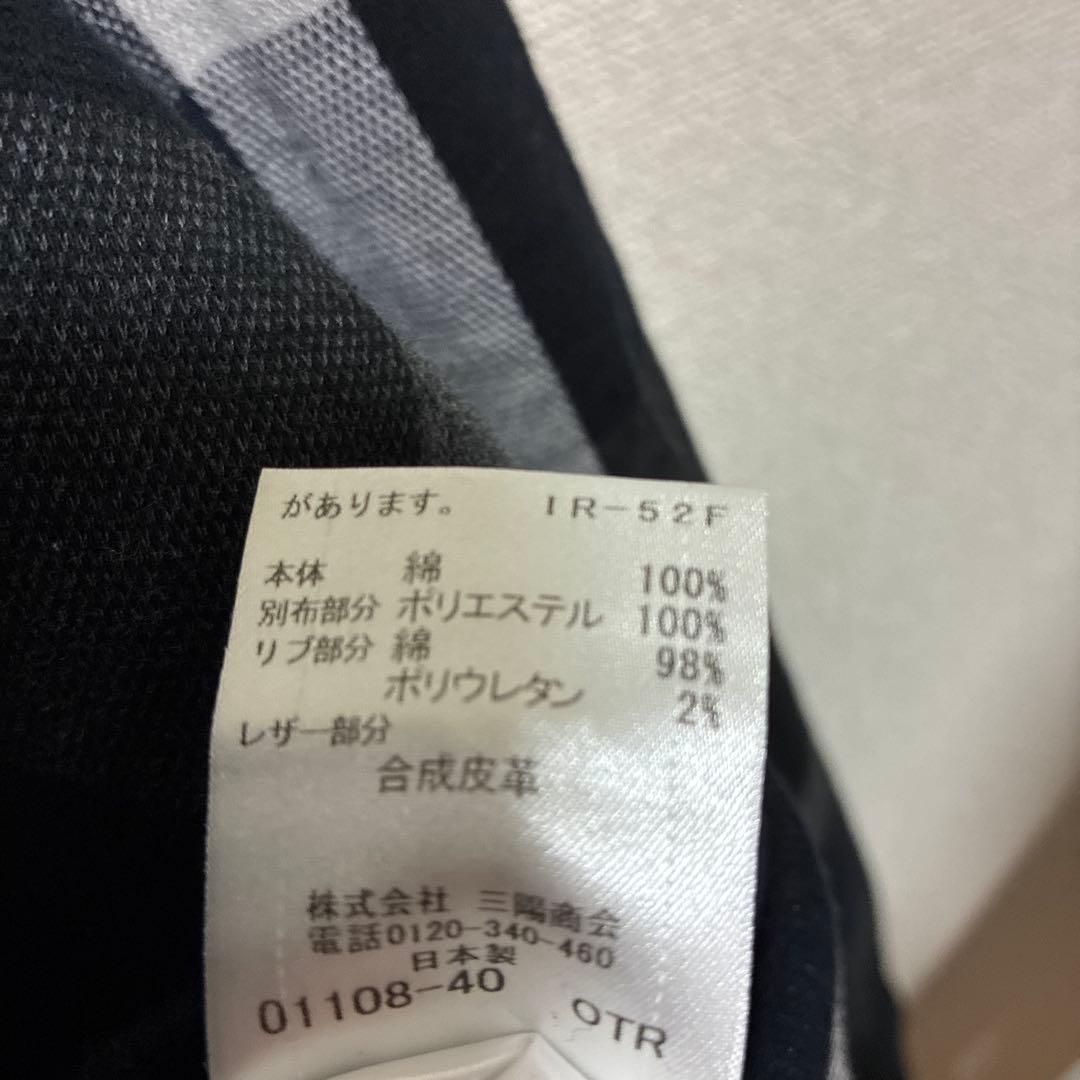 があります。 IR-52F
本体 綿 100%
別布部分 ポリエステル 100%
リブ部分 綿 98%
ポリウレタン 2%
レザー部分
合成皮革
株式会社 三陽商会
電話0120-340-460
日本製
01108-40 OTR